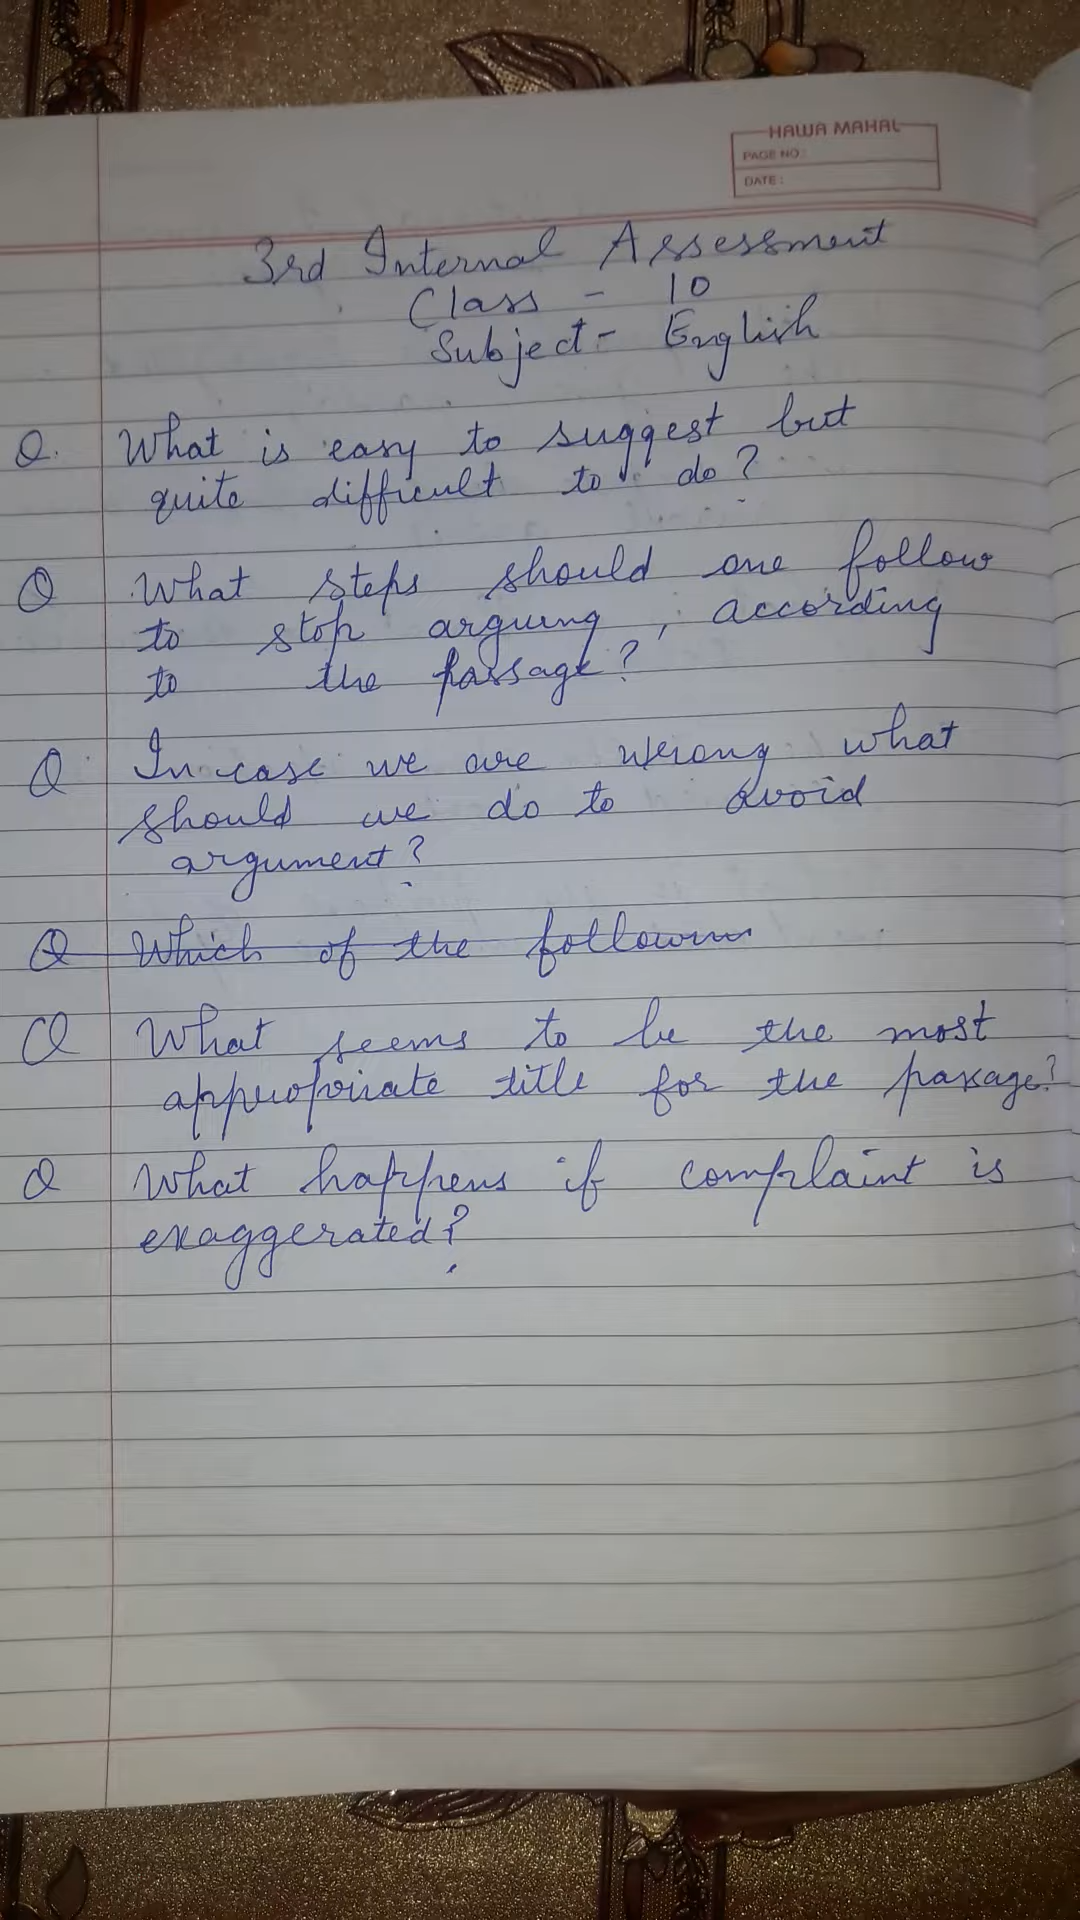 HAWA MAHAL
PAGE NO:
DATE:
3rd Internal Assessment
Class - 10
Subject - English
Q. What is easy to suggest but
quite difficult to do?
Q What steps should one follow
to stop arguing, according
to the passage?
Q In case we are wrong what
should we do to avoid
argument?
Q Which of the followin
Q What seems to be the most
appropriate title for the passage?
Q What happens if complaint is
exaggerated?